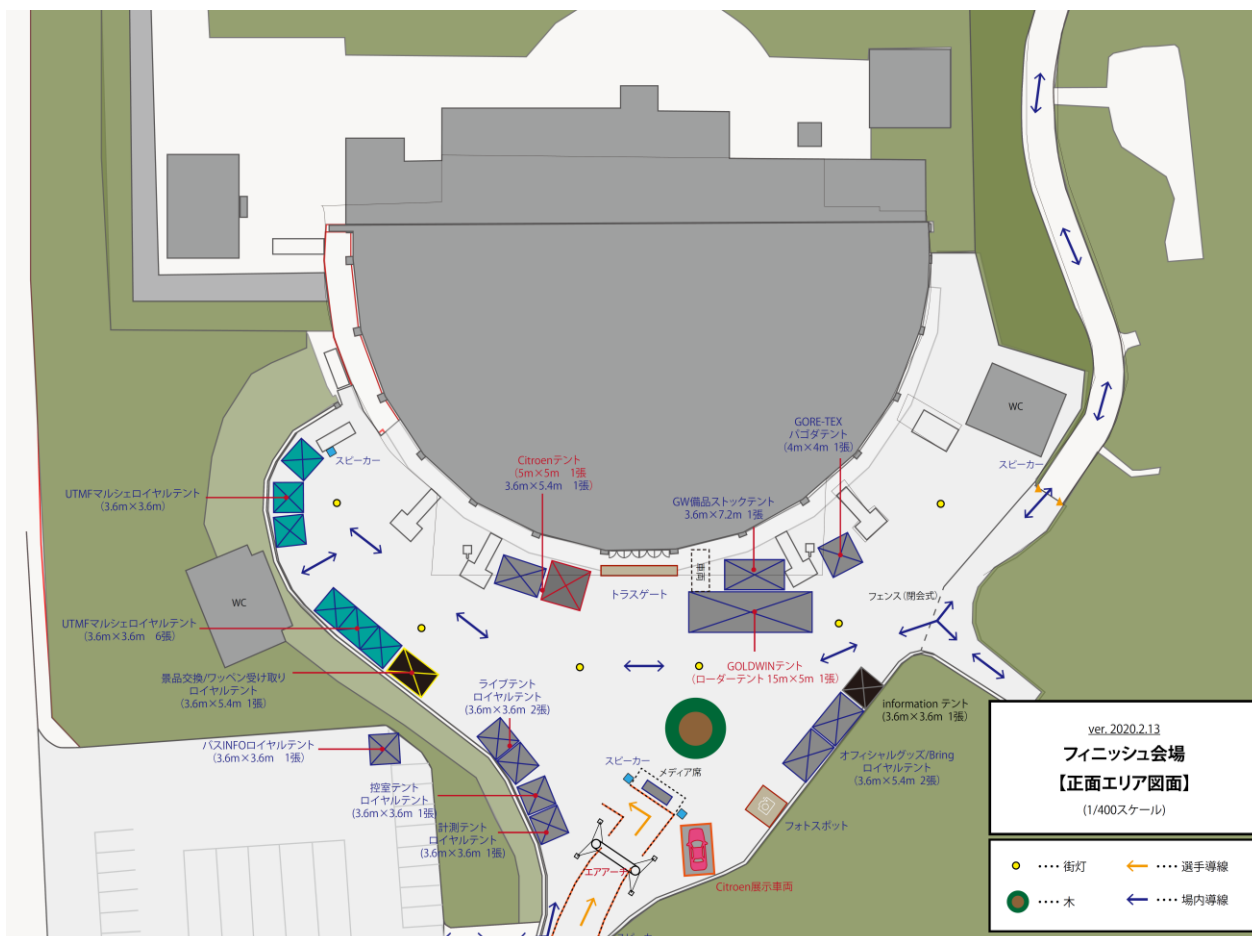 WC
GORE-TEX
パゴダテント
(4m×4m 1張)
スピーカー
Citroenテント
(5m×5m 1張
3.6m×5.4m 1張)
スピーカー
GW備品ストックテント
3.6m×7.2m 1張
UTMFマルシェロイヤルテント
(3.6m×3.6m)
車両
トラスゲート
フェンス(閉会式)
WC
UTMFマルシェロイヤルテント
(3.6m×3.6m 6張)
GOLDWINテント
(ローダーテント 15m×5m 1張)
景品交換/ワッペン受け取り
ロイヤルテント
(3.6m×5.4m 1張)
ライブテント
ロイヤルテント
(3.6m×3.6m 2張)
information テント
(3.6m×3.6m 1張)
バスINFOロイヤルテント
(3.6m×3.6m 1張)
スピーカー
メディア席
オフィシャルグッズ/Bring
ロイヤルテント
(3.6m×5.4m 2張)
控室テント
ロイヤルテント
(3.6m×3.6m 1張)
計測テント
ロイヤルテント
(3.6m×3.6m 1張)
フォトスポット
エアアーチ
Citroen展示車両
スピーカー
ver. 2020.2.13
フィニッシュ会場
【正面エリア図面】
(1/400スケール)
････ 街灯
････ 選手導線
････ 木
････ 場内導線